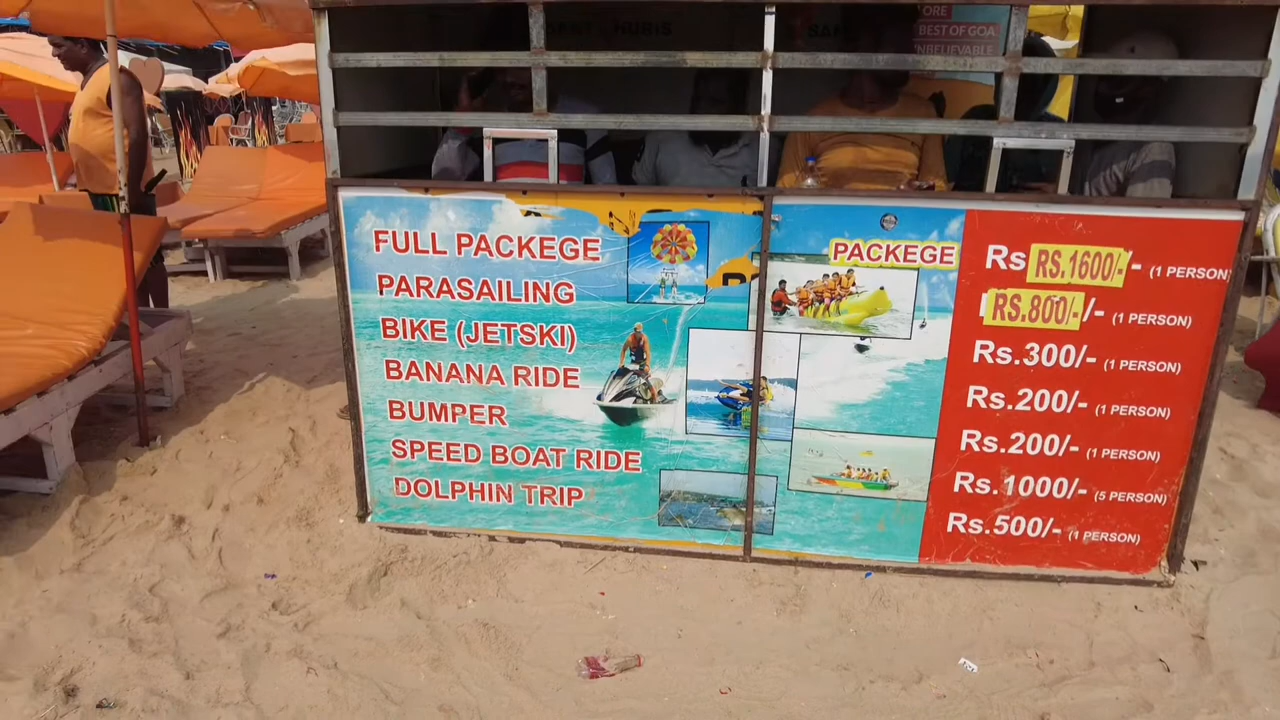 ORE
BEST OF GOA
UNBELIEVABLE
HURIS
FULL PACKEGE
PARASAILING
BIKE (JETSKI)
BANANA RIDE
BUMPER
SPEED BOAT RIDE
DOLPHIN TRIP
PACKEGE
Rs RS.1600/- - (1 PERSON)
RS.800/- /- (1 PERSON)
Rs.300/- (1 PERSON)
Rs.200/- (1 PERSON)
Rs.200/- (1 PERSON)
Rs.1000/- (5 PERSON)
Rs.500/- (1 PERSON)